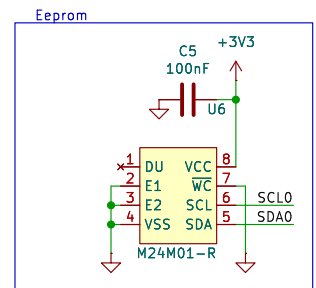 Eeprom
+3V3
C5
100nF
U6
1 DU VCC 8
2 E1 WC 7
3 E2 SCL 6 SCL0
4 VSS SDA 5 SDA0
M24M01-R